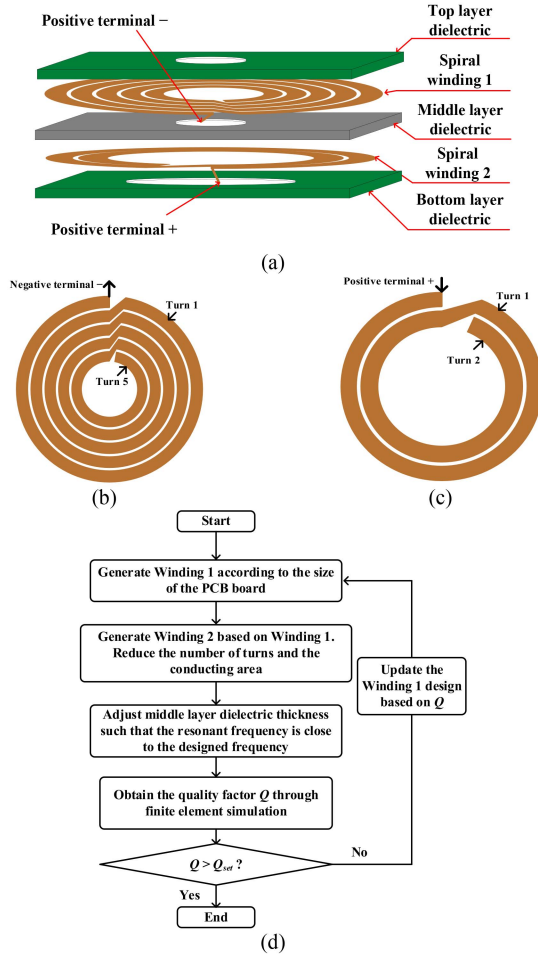 Positive terminal −
Top layer
dielectric
Spiral
winding 1
Middle layer
dielectric
Spiral
winding 2
Positive terminal +
Bottom layer
dielectric
(a)
Negative terminal −
Turn 1
Turn 5
(b)
Positive terminal +
Turn 1
Turn 2
(c)
Start
Generate Winding 1 according to the size
of the PCB board
Generate Winding 2 based on Winding 1.
Reduce the number of turns and the
conducting area
Update the
Winding 1 design
based on Q
Adjust middle layer dielectric thickness
such that the resonant frequency is close
to the designed frequency
Obtain the quality factor Q through
finite element simulation
Q > Qset ?
No
Yes
End
(d)